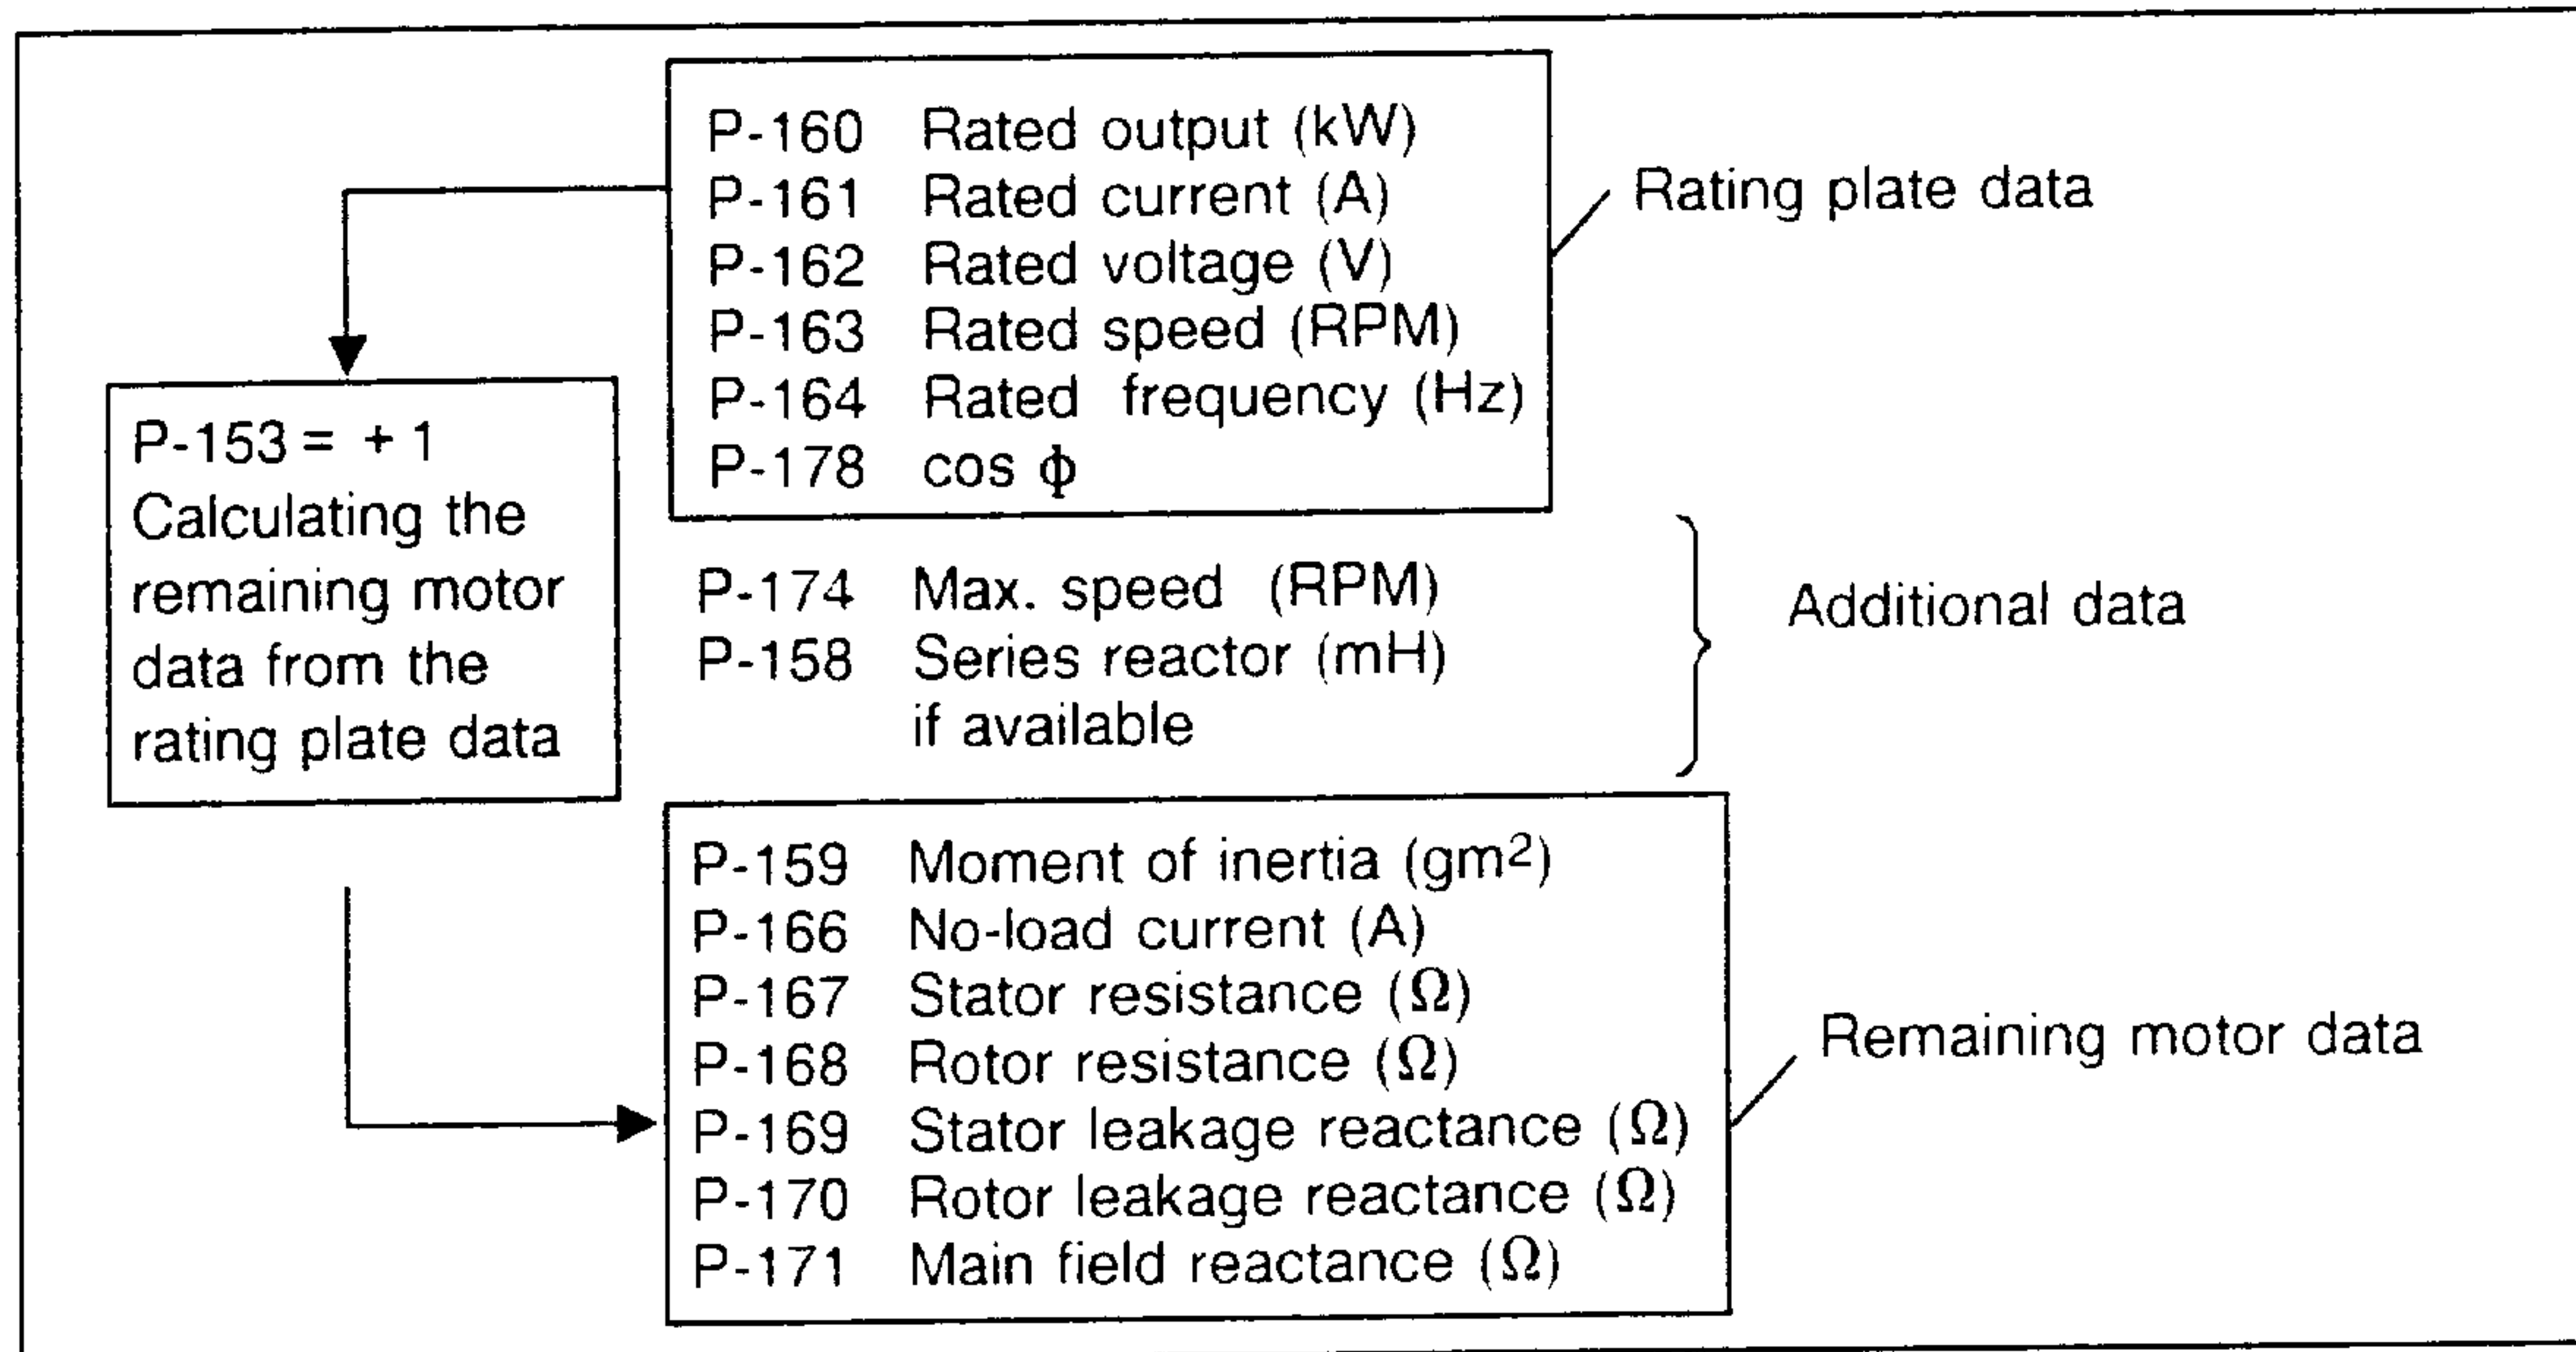 P-160 Rated output (kW)
P-161 Rated current (A)
P-162 Rated voltage (V)
P-163 Rated speed (RPM)
P-164 Rated frequency (Hz)
P-178 cos ϕ
Rating plate data
P-153 = + 1
Calculating the
remaining motor
data from the
rating plate data
P-174 Max. speed (RPM)
P-158 Series reactor (mH)
if available
Additional data
P-159 Moment of inertia (gm²)
P-166 No-load current (A)
P-167 Stator resistance (Ω)
P-168 Rotor resistance (Ω)
P-169 Stator leakage reactance (Ω)
P-170 Rotor leakage reactance (Ω)
P-171 Main field reactance (Ω)
Remaining motor data